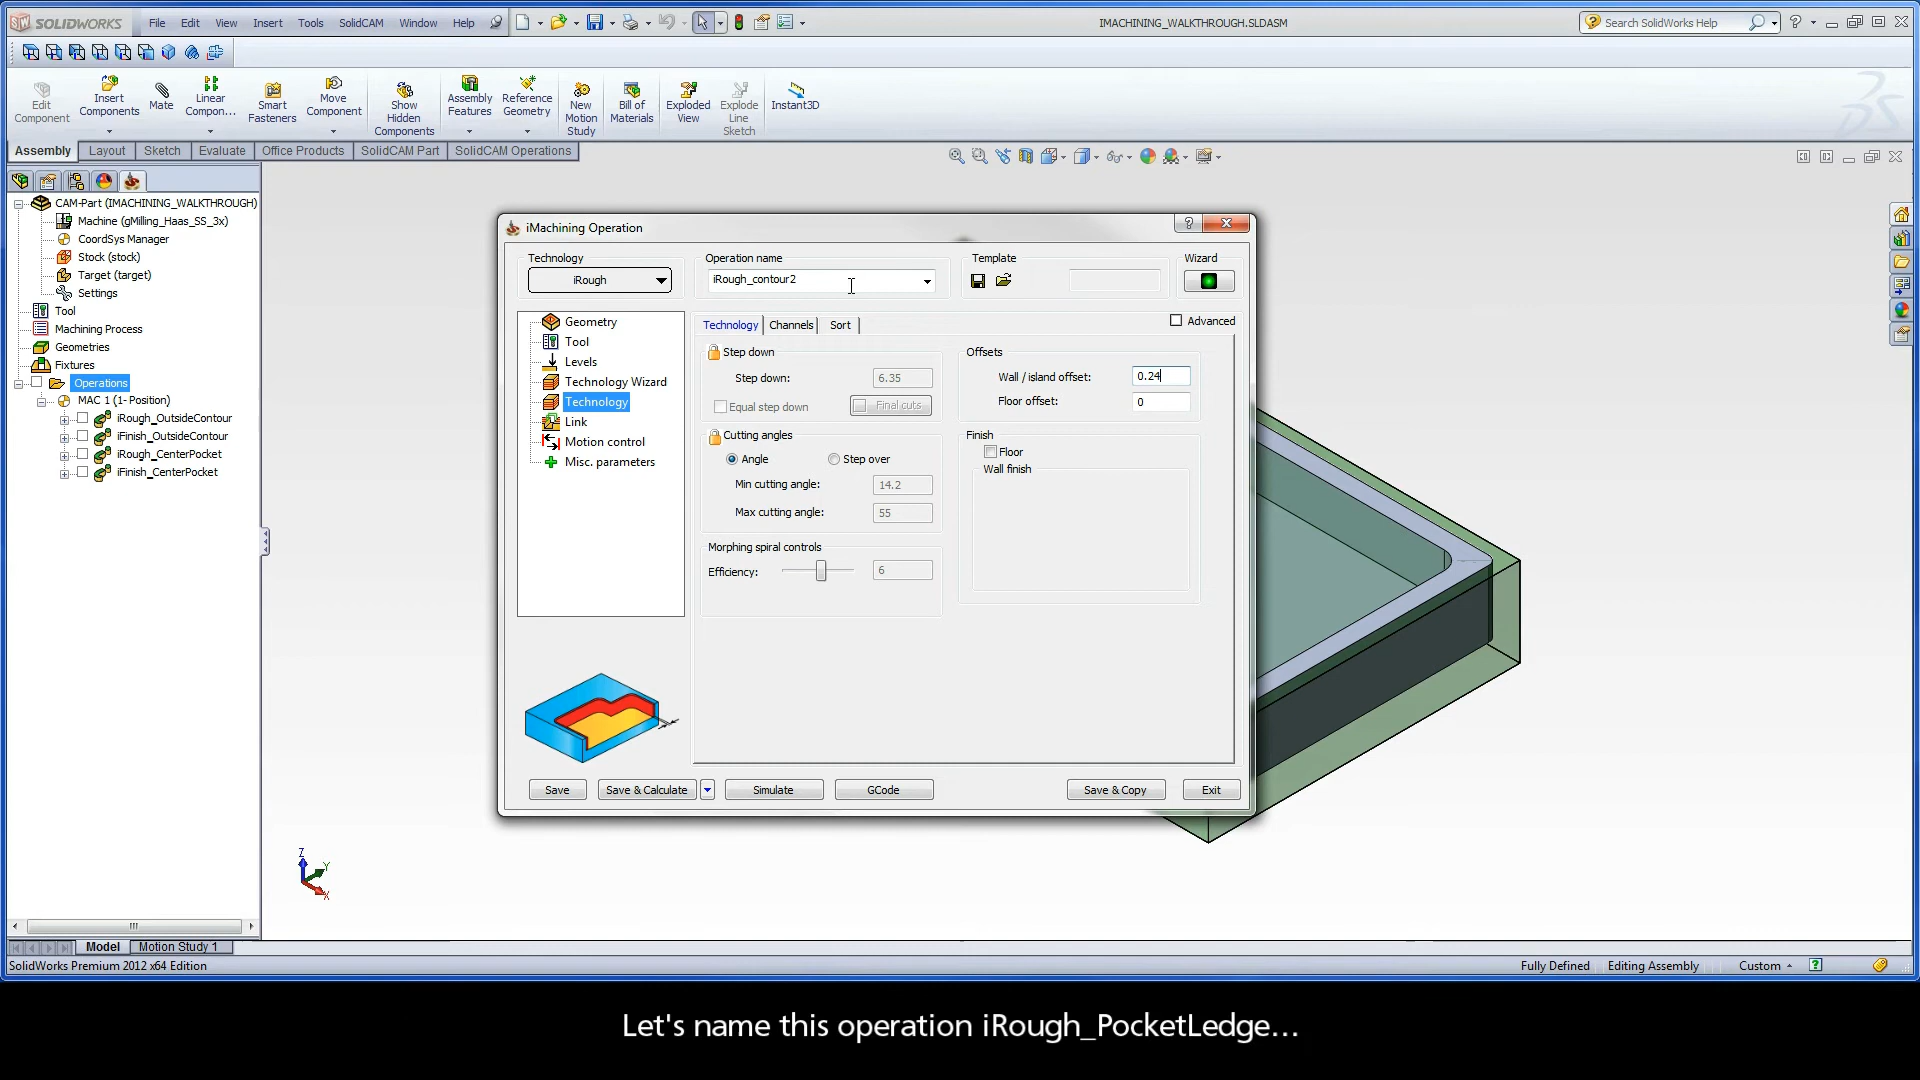 SOLIDWORKS
File Edit View Insert Tools SolidCAM Window Help
IMACHINING_WALKTHROUGH.SLDASM
Search SolidWorks Help
Edit Component
Insert Components
Mate
Linear Compon...
Smart Fasteners
Move Component
Show Hidden Components
Assembly Features
Reference Geometry
New Motion Study
Bill of Materials
Exploded View
Explode Line Sketch
Instant3D
Assembly Layout Sketch Evaluate Office Products SolidCAM Part SolidCAM Operations
CAM-Part (IMACHINING_WALKTHROUGH)
Machine (gMilling_Haas_SS_3x)
CoordSys Manager
Stock (stock)
Target (target)
Settings
Tool
Machining Process
Geometries
Fixtures
Operations
MAC 1 (1- Position)
iRough_OutsideContour
iFinish_OutsideContour
iRough_CenterPocket
iFinish_CenterPocket
iMachining Operation
Technology
iRough
Operation name
iRough_contour2
Template
Wizard
Geometry
Tool
Levels
Technology Wizard
Technology
Link
Motion control
Misc. parameters
Technology Channels Sort
Advanced
Step down
Step down: 6.35
Equal step down
Final cuts
Cutting angles
Angle
Step over
Min cutting angle: 14.2
Max cutting angle: 55
Morphing spiral controls
Efficiency: 6
Offsets
Wall / island offset: 0.24
Floor offset: 0
Finish
Floor
Wall finish
Save
Save & Calculate
Simulate
GCode
Save & Copy
Exit
Z
Y
X
Model
Motion Study 1
SolidWorks Premium 2012 x64 Edition
Fully Defined
Editing Assembly
Custom
Let's name this operation iRough_PocketLedge...